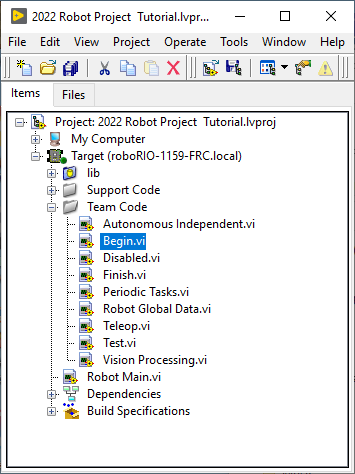 2022 Robot Project  Tutorial.lvpr...
File Edit View Project Operate Tools Window Help
Items Files
Project: 2022 Robot Project  Tutorial.lvproj
My Computer
Target (roboRIO-1159-FRC.local)
lib
Support Code
Team Code
Autonomous Independent.vi
Begin.vi
Disabled.vi
Finish.vi
Periodic Tasks.vi
Robot Global Data.vi
Teleop.vi
Test.vi
Vision Processing.vi
Robot Main.vi
Dependencies
Build Specifications